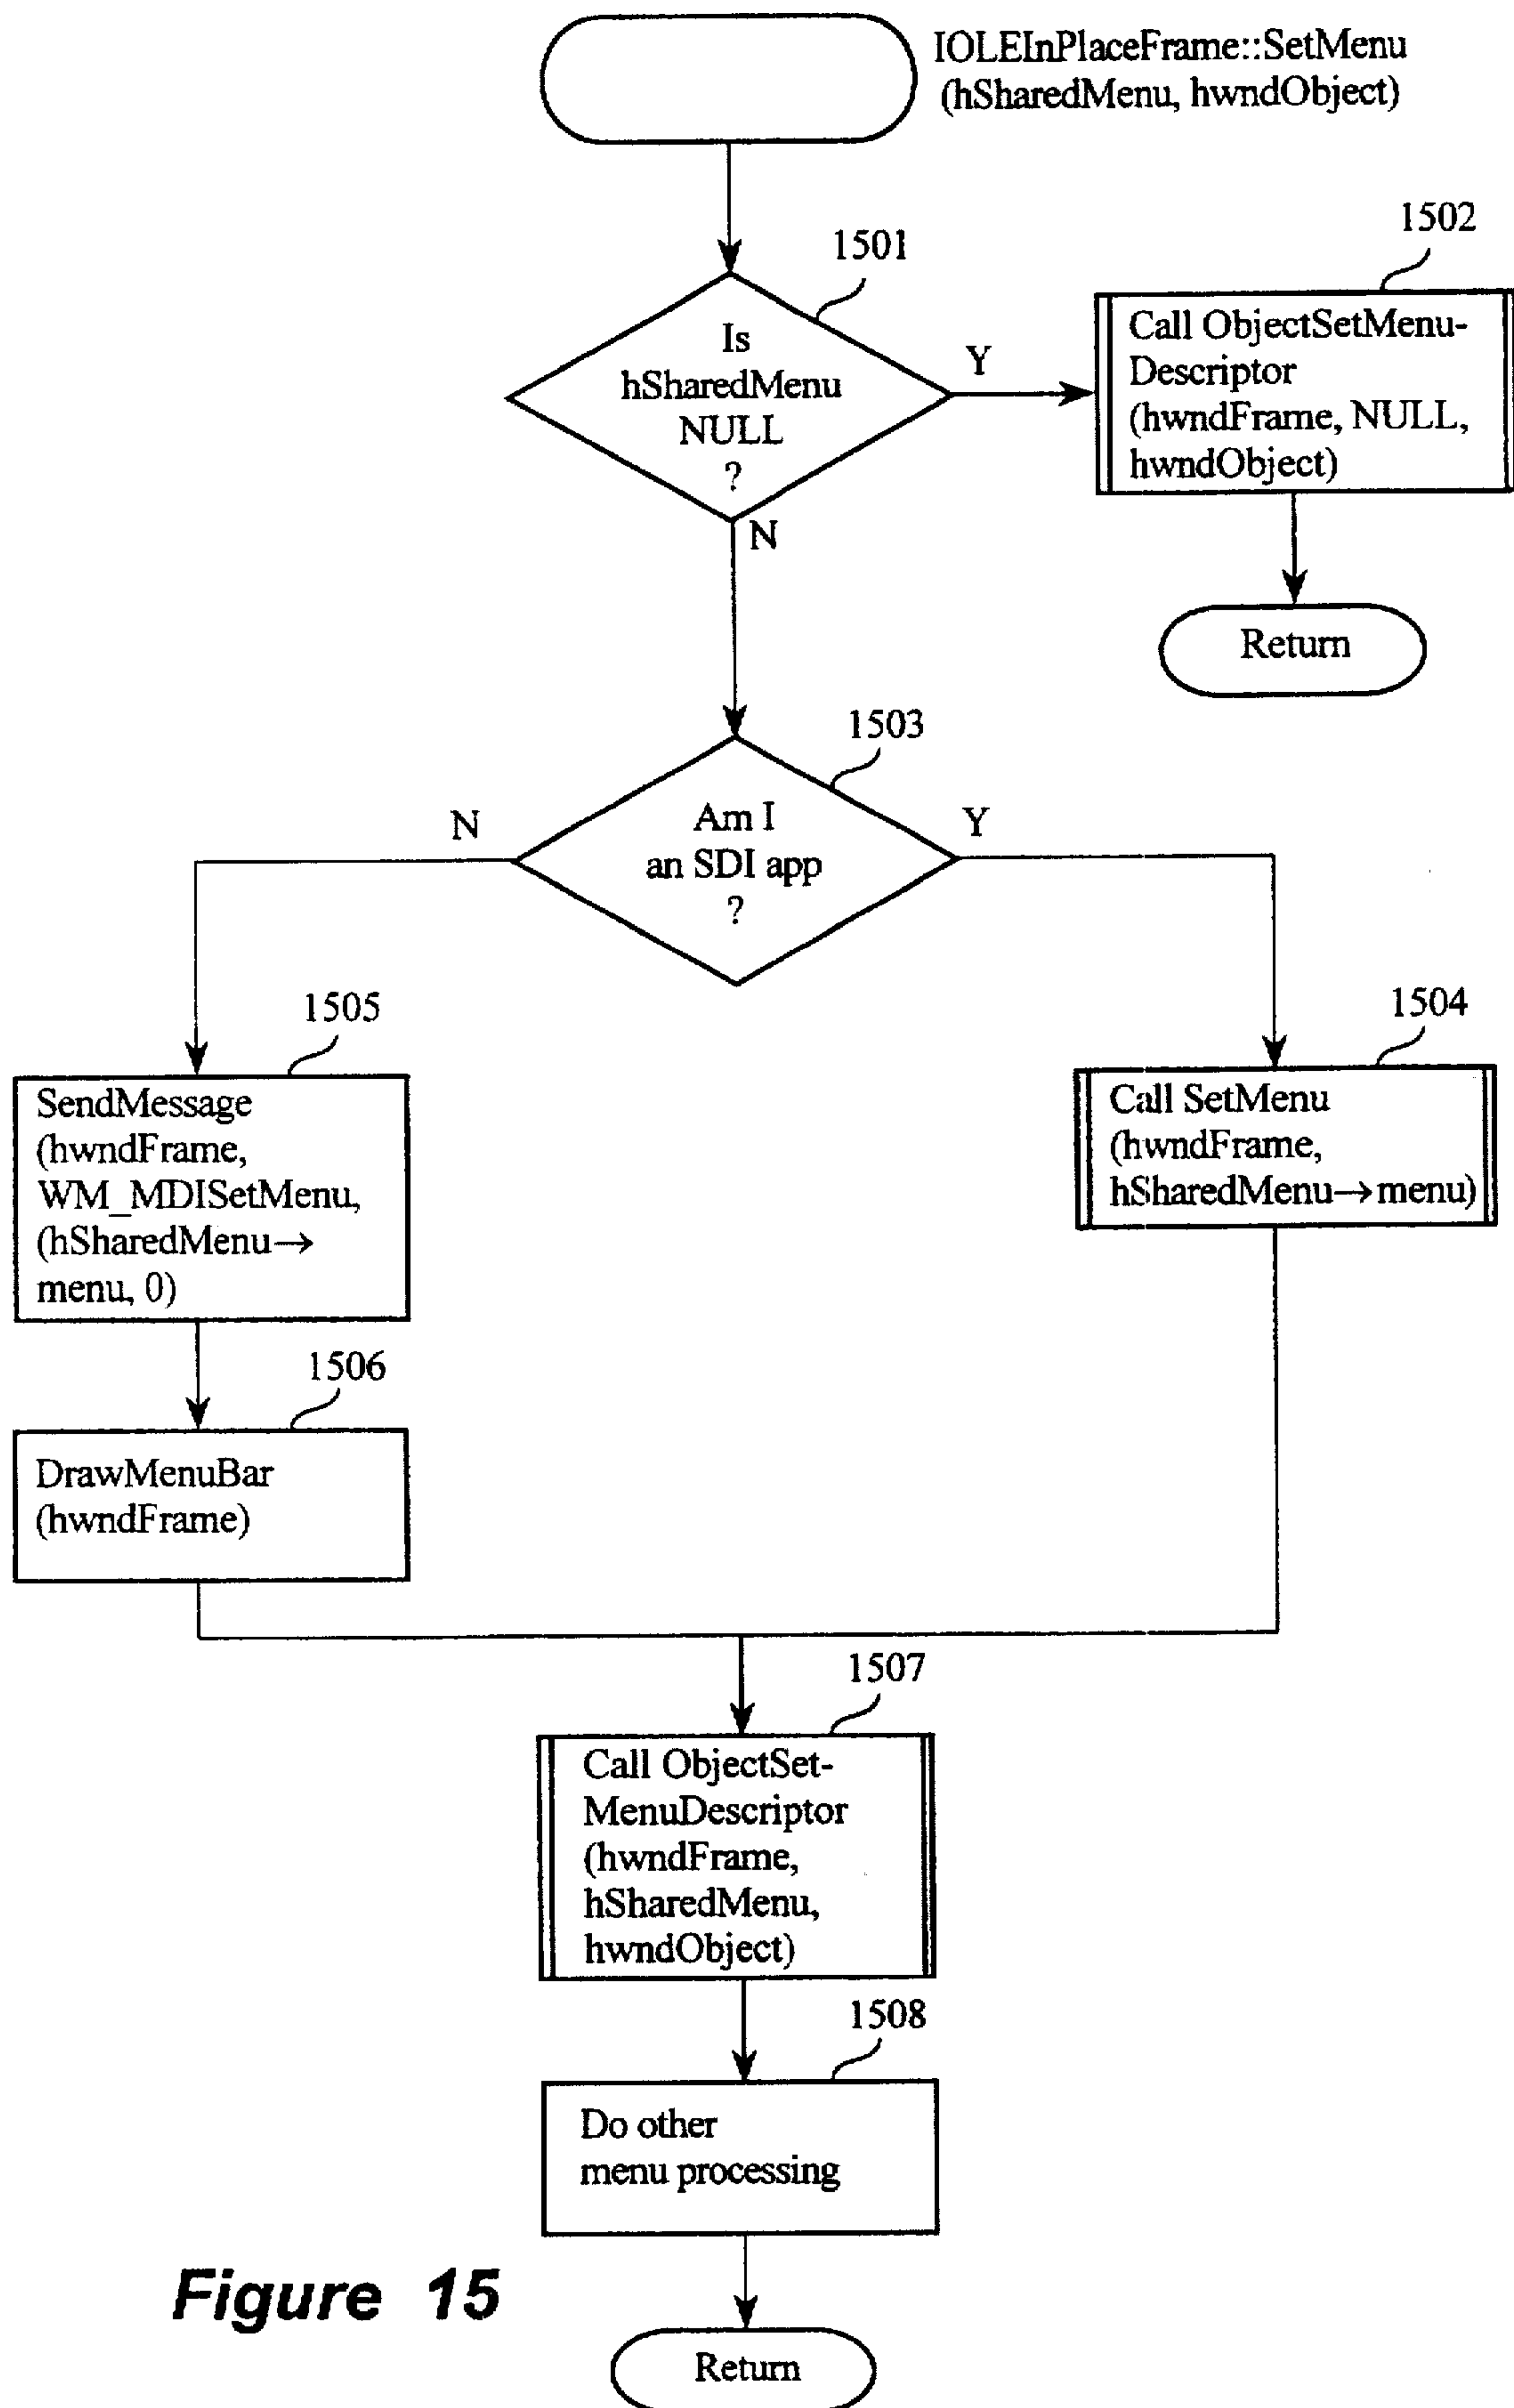 IOLEInPlaceFrame::SetMenu
(hSharedMenu, hwndObject)
1501
1502
Is
hSharedMenu
NULL
?
Y
N
Call ObjectSetMenu-
Descriptor
(hwndFrame, NULL,
hwndObject)
Return
1503
Am I
an SDI app
?
N
Y
1505
SendMessage
(hwndFrame,
WM_MDISetMenu,
(hSharedMenu→
menu, 0)
1504
Call SetMenu
(hwndFrame,
hSharedMenu→menu)
1506
DrawMenuBar
(hwndFrame)
1507
Call ObjectSet-
MenuDescriptor
(hwndFrame,
hSharedMenu,
hwndObject)
1508
Do other
menu processing
Return
Figure 15